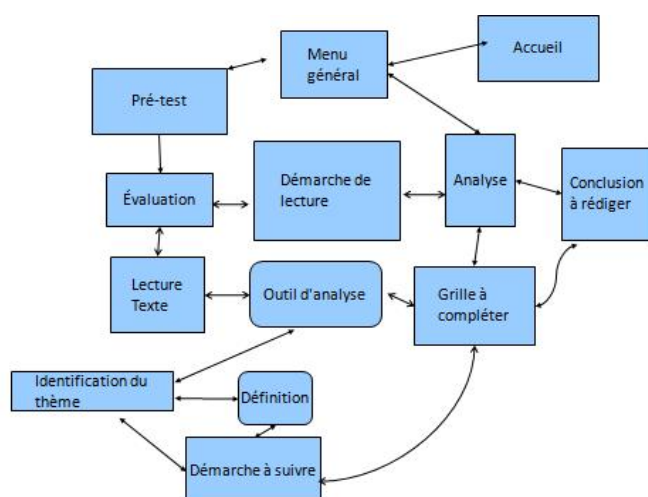 Menu
général
Accueil
Pré-test
Évaluation
Démarche de
lecture
Analyse
Conclusion
à rédiger
Lecture
Texte
Outil d'analyse
Grille à
compléter
Identification du
thème
Définition
Démarche à suivre